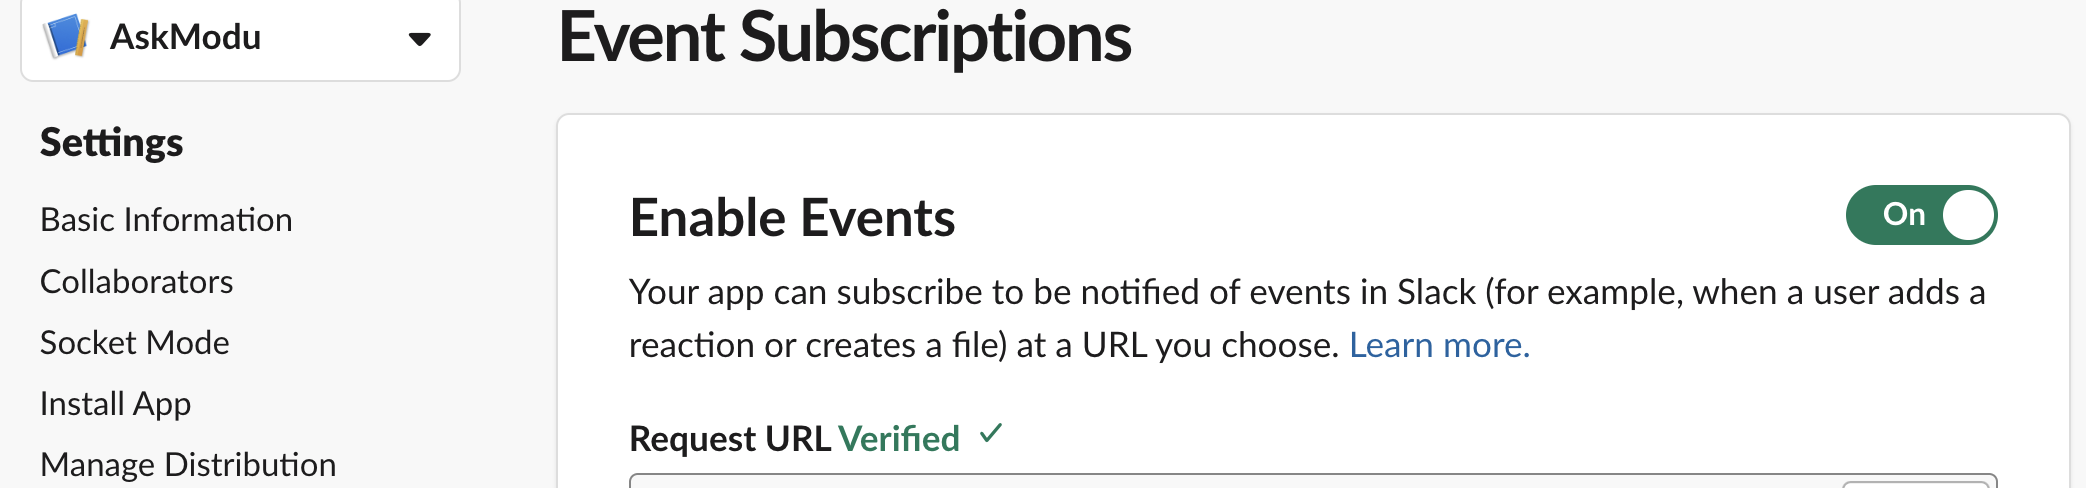 AskModu
Settings
Basic Information
Collaborators
Socket Mode
Install App
Manage Distribution
Event Subscriptions
Enable Events
On
Your app can subscribe to be notified of events in Slack (for example, when a user adds a
reaction or creates a file) at a URL you choose. Learn more.
Request URL Verified ✓